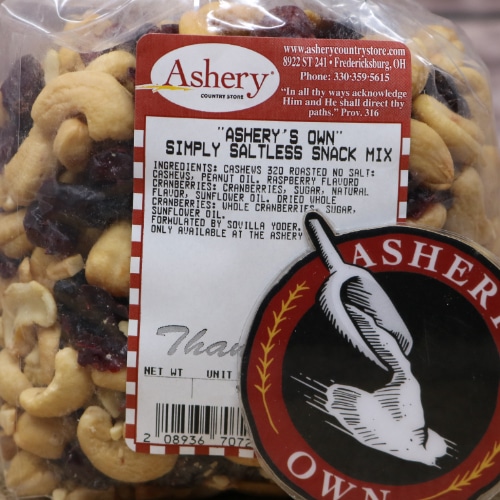 Ashery
COUNTRY STORE
www.asherycountrystore.com
8922 ST 241 • Fredericksburg, OH
Phone: 330-359-5615
"In all thy ways acknowledge
Him and He shall direct thy
paths." Prov. 316
"ASHERY'S OWN"
SIMPLY SALTLESS SNACK MIX
INGREDIENTS: CASHEWS 320 ROASTED NO SALT:
CASHEWS, PEANUT OIL. RASPBERRY FLAVORD
CRANBERRIES: CRANBERRIES, SUGAR, NATURAL
FLAVOR, SUNFLOWER OIL. DRIED WHOLE
CRANBERRIES: WHOLE CRANBERRIES, SUGAR,
SUNFLOWER OIL.
FORMULATED BY SOVILLA YODER.
ONLY AVAILABLE AT THE ASHERY
Than
NET WT UNIT
2 08936 7072
ASHERY
OWN